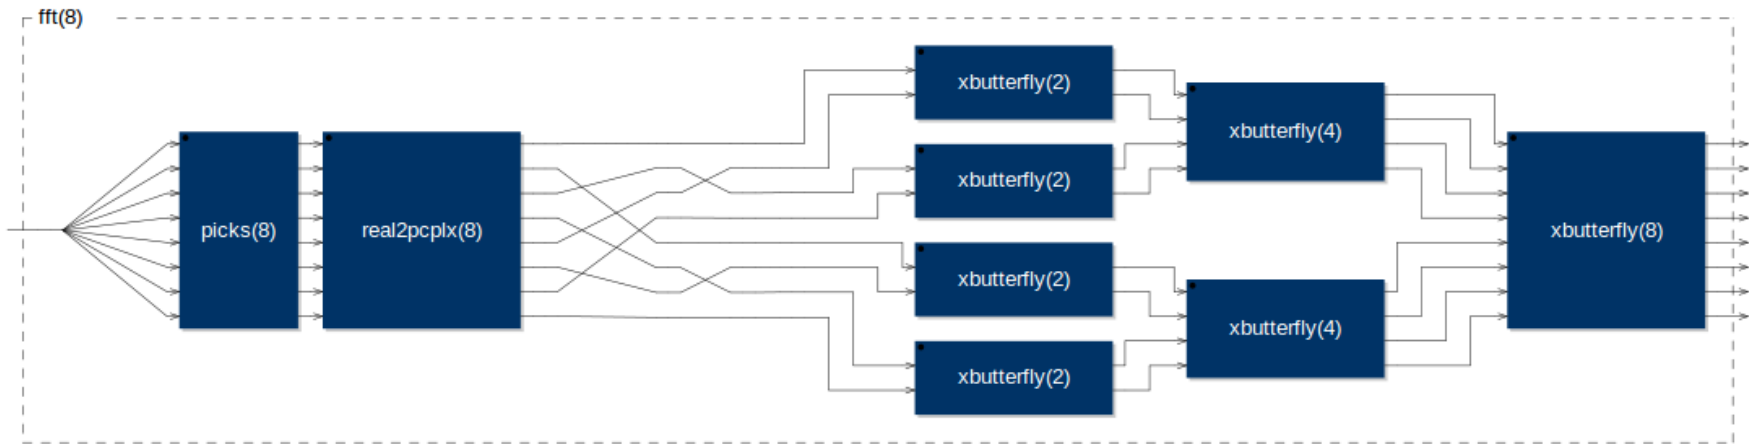 fft(8)
picks(8)
real2pcplx(8)
xbutterfly(2)
xbutterfly(2)
xbutterfly(2)
xbutterfly(2)
xbutterfly(4)
xbutterfly(4)
xbutterfly(8)